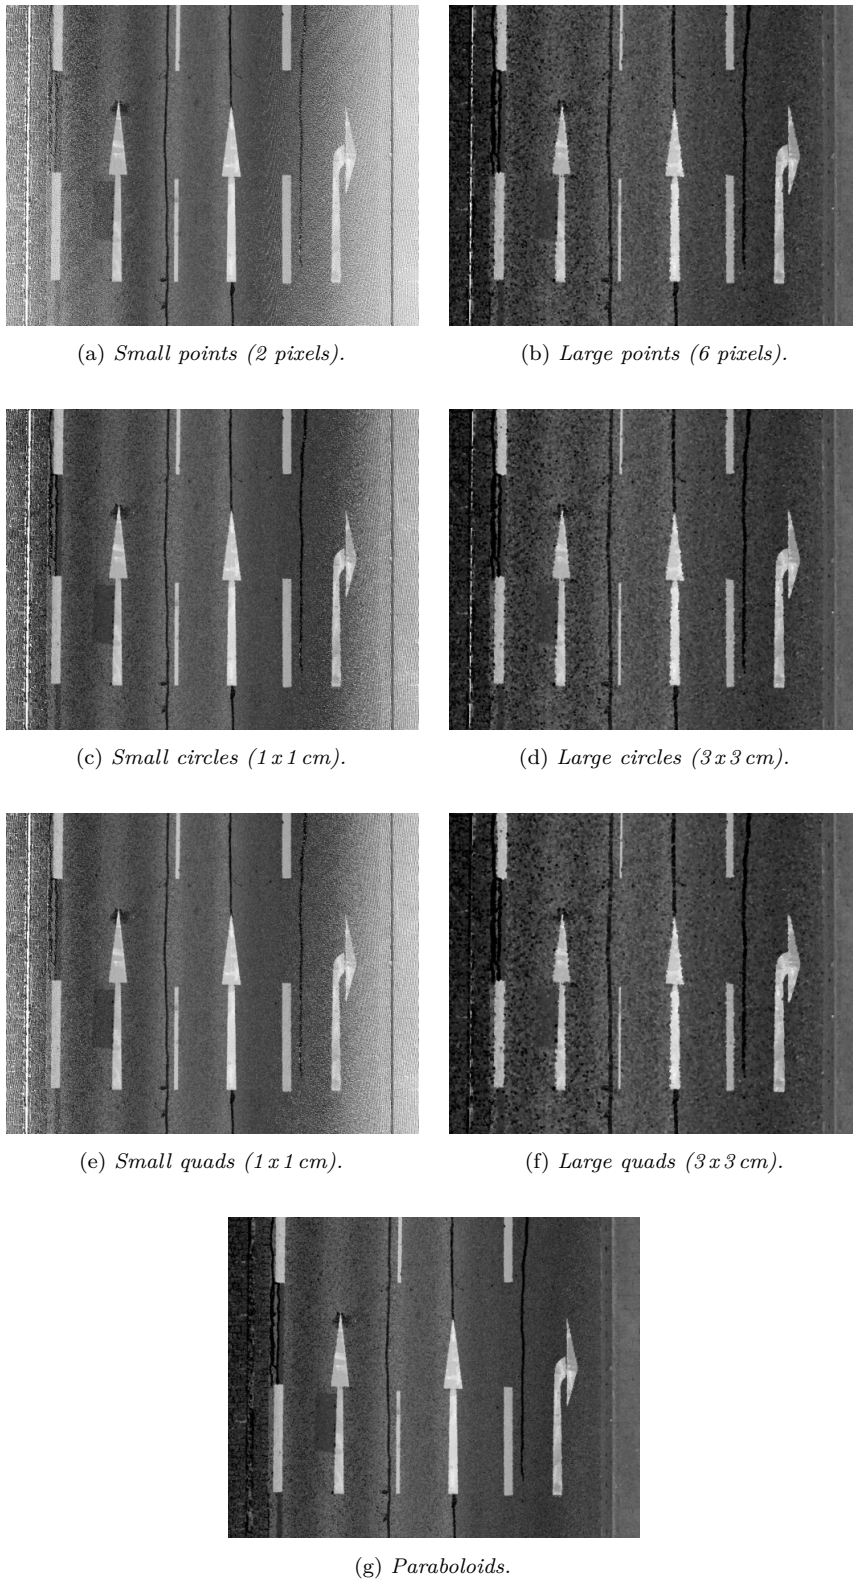 (a) Small points (2 pixels).
(b) Large points (6 pixels).
(c) Small circles (1 x 1 cm).
(d) Large circles (3 x 3 cm).
(e) Small quads (1 x 1 cm).
(f) Large quads (3 x 3 cm).
(g) Paraboloids.